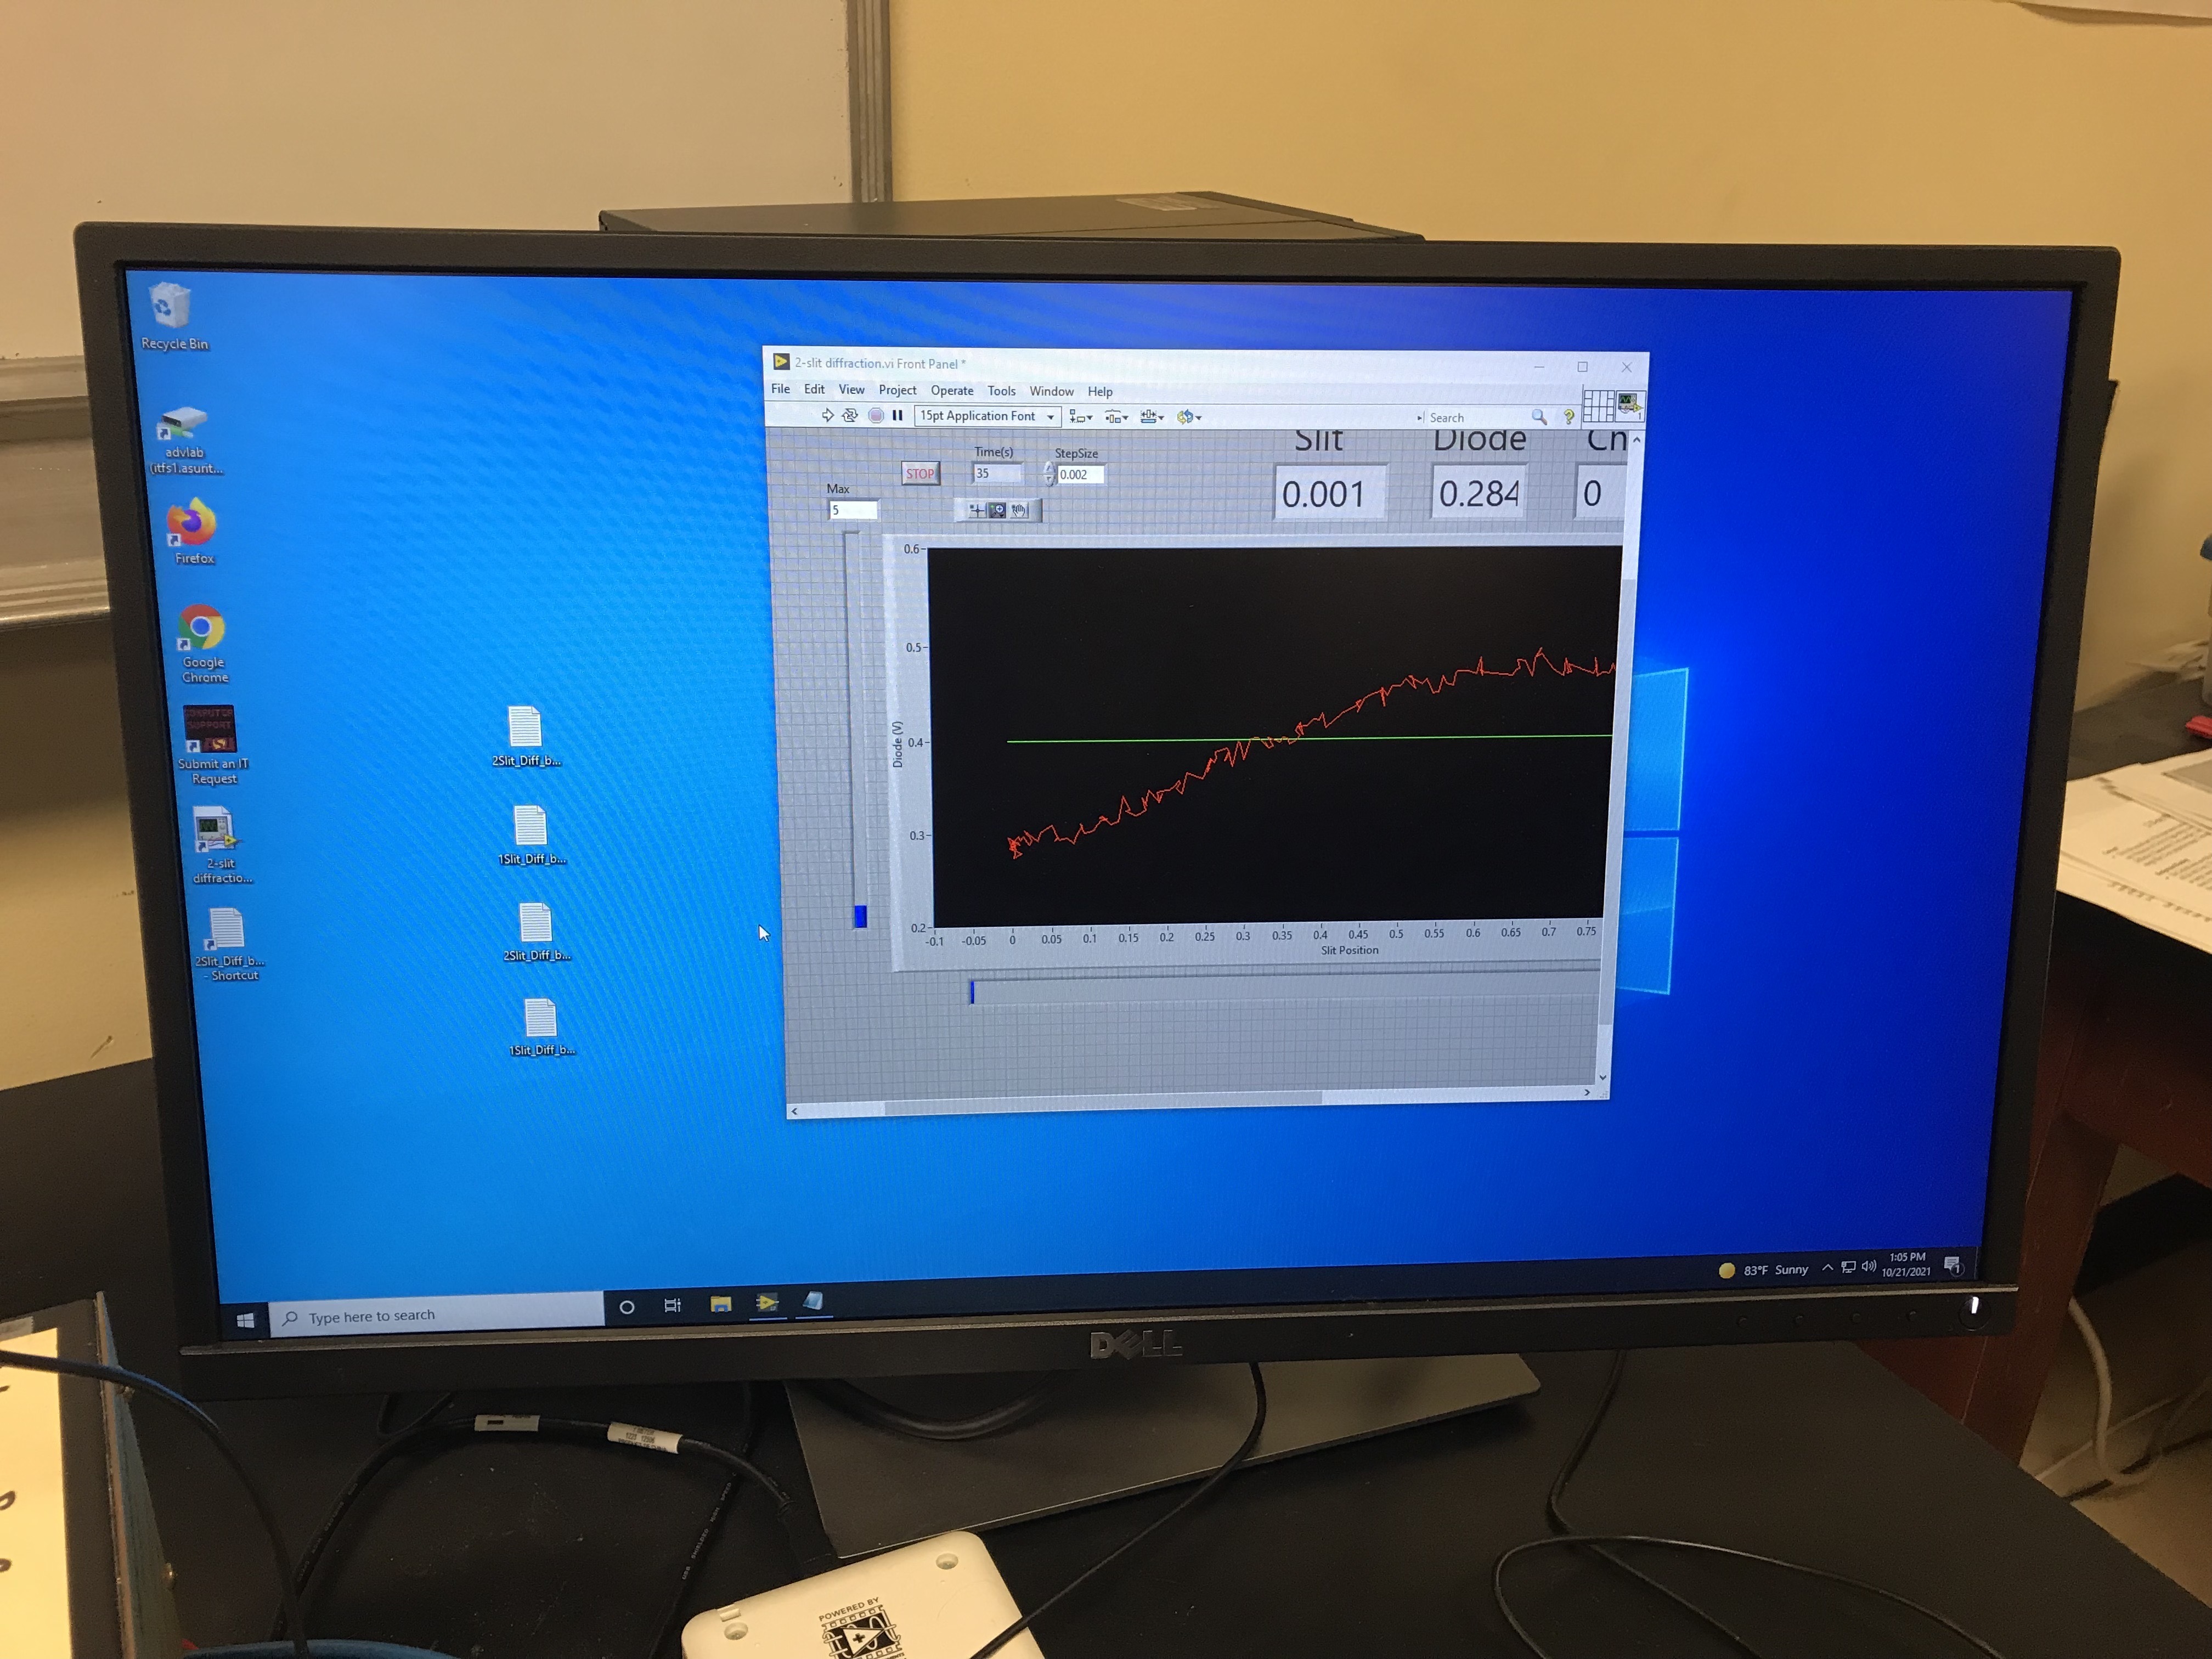 Recycle Bin
advlab
(itfs1.asurit...
Firefox
Google
Chrome
COMPUTER
SUPPORT
Submit an IT
Request
2-slit
diffractio...
2Slit_Diff_b...
- Shortcut
2Slit_Diff_b...
1Slit_Diff_b...
2Slit_Diff_b...
1Slit_Diff_b...
2-slit diffraction.vi Front Panel *
File Edit View Project Operate Tools Window Help
15pt Application Font
Search
1
STOP
Time(s)
35
StepSize
0.002
Max
5
Slit
0.001
Diode
0.284
Ch
0
Diode (V)
0.6
0.5
0.4
0.3
0.2
-0.1 -0.05 0 0.05 0.1 0.15 0.2 0.25 0.3 0.35 0.4 0.45 0.5 0.55 0.6 0.65 0.7 0.75
Slit Position
Type here to search
83°F Sunny
1:05 PM
10/21/2021
1
DELL
POWERED BY